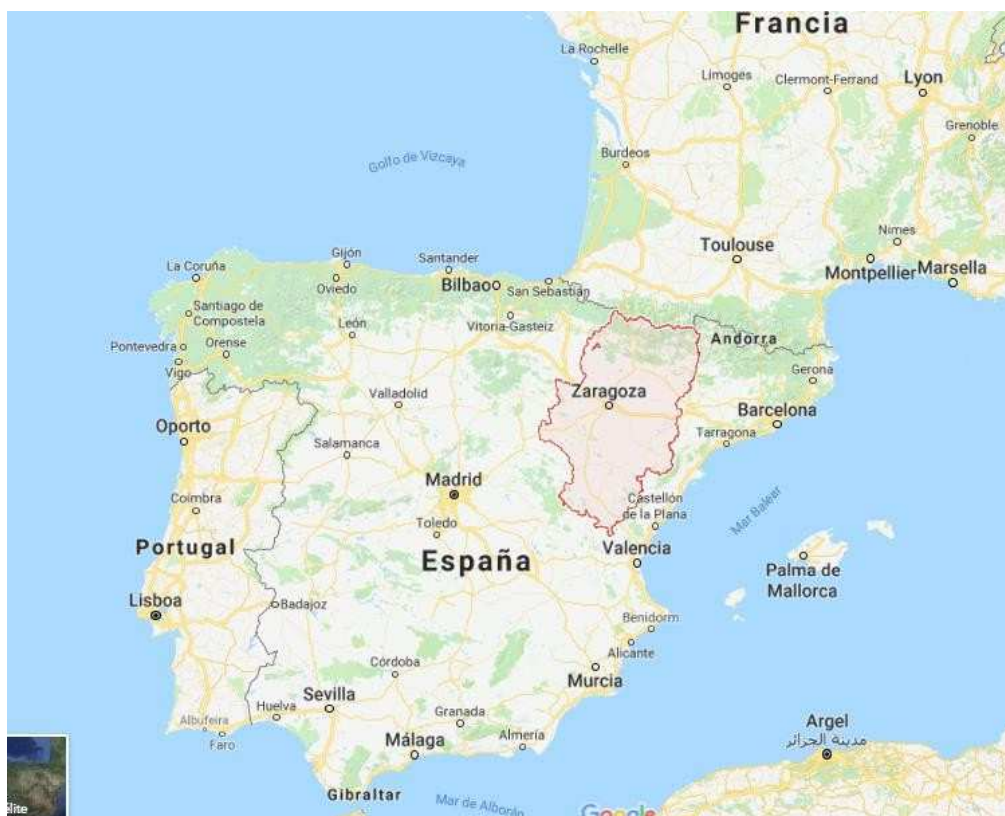 Francia
La Rochelle
Limoges
Clermont-Ferrand
Lyon
Grenoble
Burdeos
Golfo de Vizcaya
Nimes
Toulouse
Montpellier
Marsella
Gijón
Santander
La Coruña
Oviedo
Bilbao
San Sebastián
Santiago de
Compostela
León
Vitoria-Gasteiz
Andorra
Pontevedra
Orense
Vigo
Gerona
Valladolid
Zaragoza
Barcelona
Oporto
Tarragona
Salamanca
Madrid
Coimbra
Castellón
de la Plana
Mar Balear
Toledo
Portugal
España
Valencia
Palma de
Mallorca
Lisboa
Badajoz
Benidorm
Alicante
Córdoba
Murcia
Sevilla
Huelva
Granada
Albufeira
Faro
Málaga
Almería
Argel
مدينة الجزائر
élite
Gibraltar
Mar de Alborán
Google